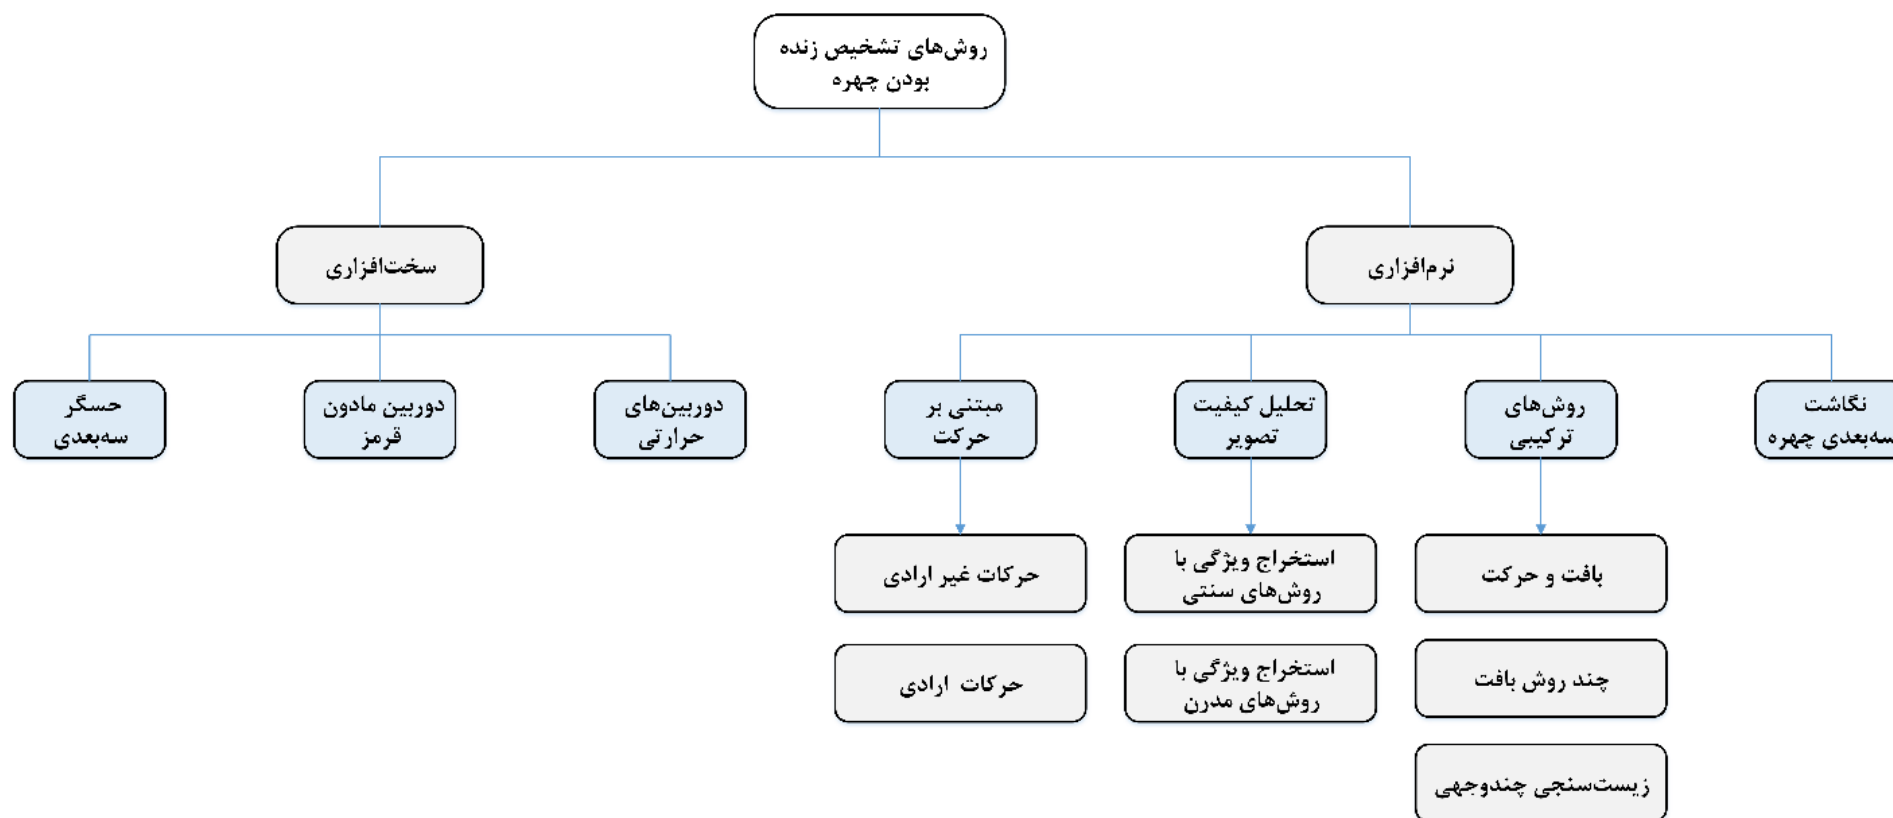 روش‌های تشخیص زنده
بودن چهره
نرم‌افزاری
سخت‌افزاری
نگاشت
سه‌بعدی چهره
روش‌های
ترکیبی
تحلیل کیفیت
تصویر
مبتنی بر
حرکت
دوربین‌های
حرارتی
دوربین مادون
قرمز
حسگر
سه‌بعدی
بافت و حرکت
استخراج ویژگی با
روش‌های سنتی
حرکات غیر ارادی
چند روش بافت
استخراج ویژگی با
روش‌های مدرن
حرکات ارادی
زیست‌سنجی چندوجهی